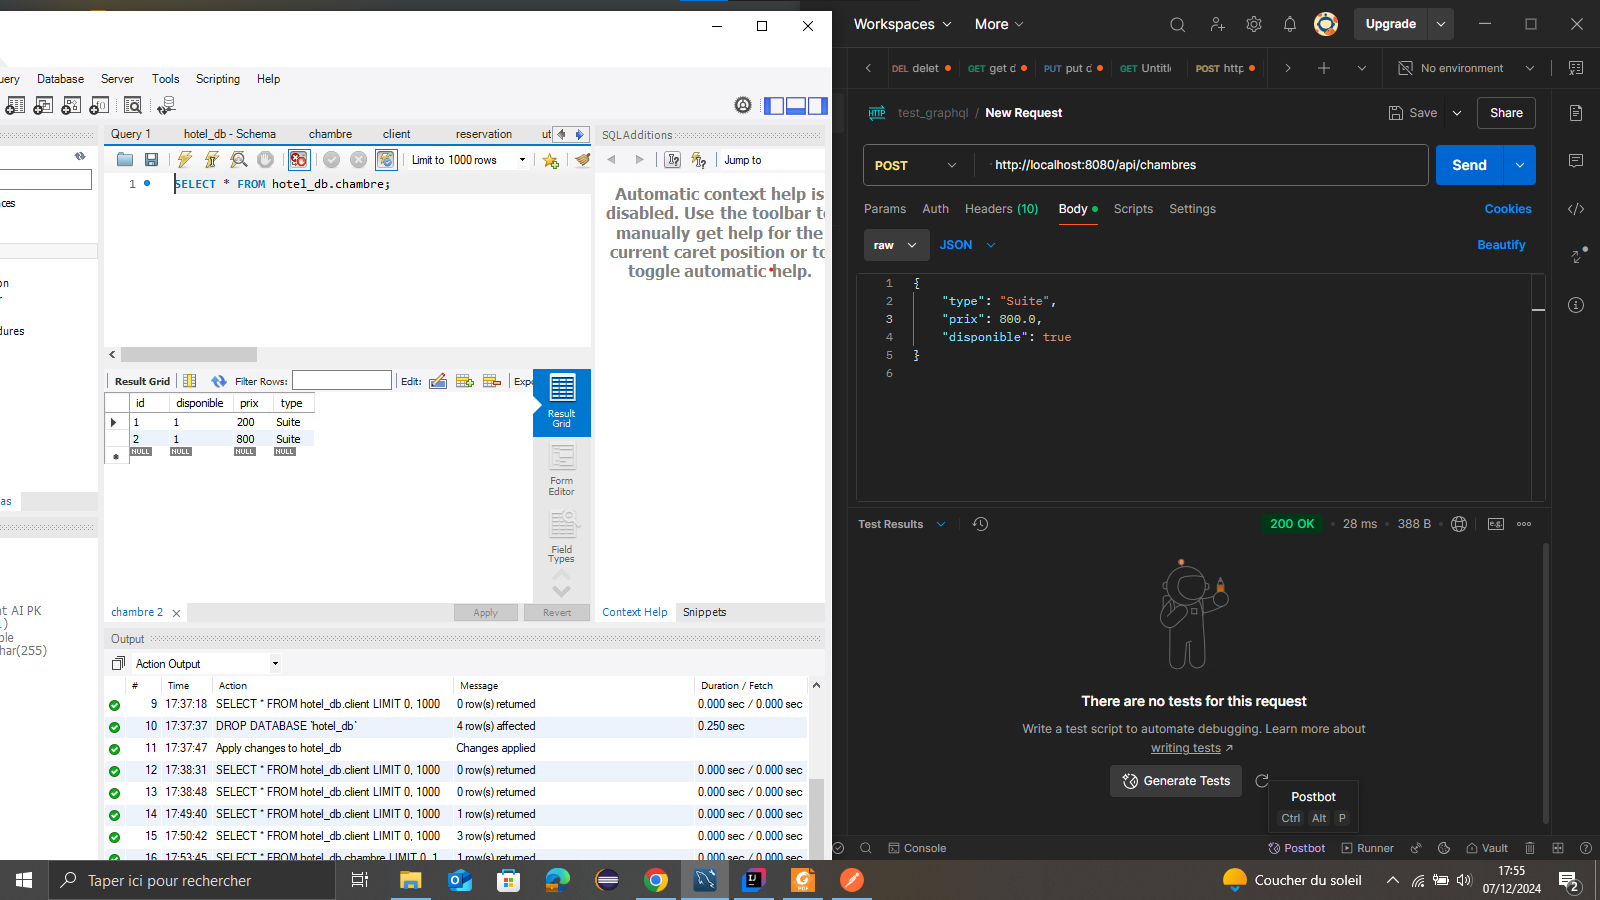 uery Database Server Tools Scripting Help
Query 1 hotel_db - Schema chambre client reservation ut
SQLAdditions
Limit to 1000 rows
Jump to
1 SELECT * FROM hotel_db.chambre;
Automatic context help is
disabled. Use the toolbar t
manually get help for the
current caret position or to
toggle automatic help.
ces
on
r
dures
as
nt AI PK
)
ble
har(255)
Result Grid Filter Rows: Edit: Expo
id disponible prix type
1 1 200 Suite
2 1 800 Suite
NULL NULL NULL NULL
Result
Grid
Form
Editor
Field
Types
chambre 2 Apply Revert
Context Help Snippets
Output
Action Output
# Time Action Message Duration / Fetch
9 17:37:18 SELECT * FROM hotel_db.client LIMIT 0, 1000 0 row(s) returned 0.000 sec / 0.000 sec
10 17:37:37 DROP DATABASE `hotel_db` 4 row(s) affected 0.250 sec
11 17:37:47 Apply changes to hotel_db Changes applied
12 17:38:31 SELECT * FROM hotel_db.client LIMIT 0, 1000 0 row(s) returned 0.000 sec / 0.000 sec
13 17:38:48 SELECT * FROM hotel_db.client LIMIT 0, 1000 0 row(s) returned 0.000 sec / 0.000 sec
14 17:49:40 SELECT * FROM hotel_db.client LIMIT 0, 1000 1 row(s) returned 0.000 sec / 0.000 sec
15 17:50:42 SELECT * FROM hotel_db.client LIMIT 0, 1000 3 row(s) returned 0.000 sec / 0.000 sec
16 17:53:45 SELECT * FROM hotel_db.chambre LIMIT 0, 1 1 row(s) returned 0.000 sec / 0.000 sec
Workspaces More Upgrade
DEL delet GET get d PUT put d GET Untitl POST http No environment
HTTP test_graphql / New Request Save Share
POST http://localhost:8080/api/chambres Send
Params Auth Headers (10) Body Scripts Settings Cookies
raw JSON Beautify
1 {
2 "type": "Suite",
3 "prix": 800.0,
4 "disponible": true
5 }
6
Test Results 200 OK 28 ms 388 B e.g.
There are no tests for this request
Write a test script to automate debugging. Learn more about
writing tests ↗
Generate Tests
Postbot
Ctrl Alt P
Console Postbot Runner Vault
Taper ici pour rechercher
Coucher du soleil
17:55
07/12/2024
2